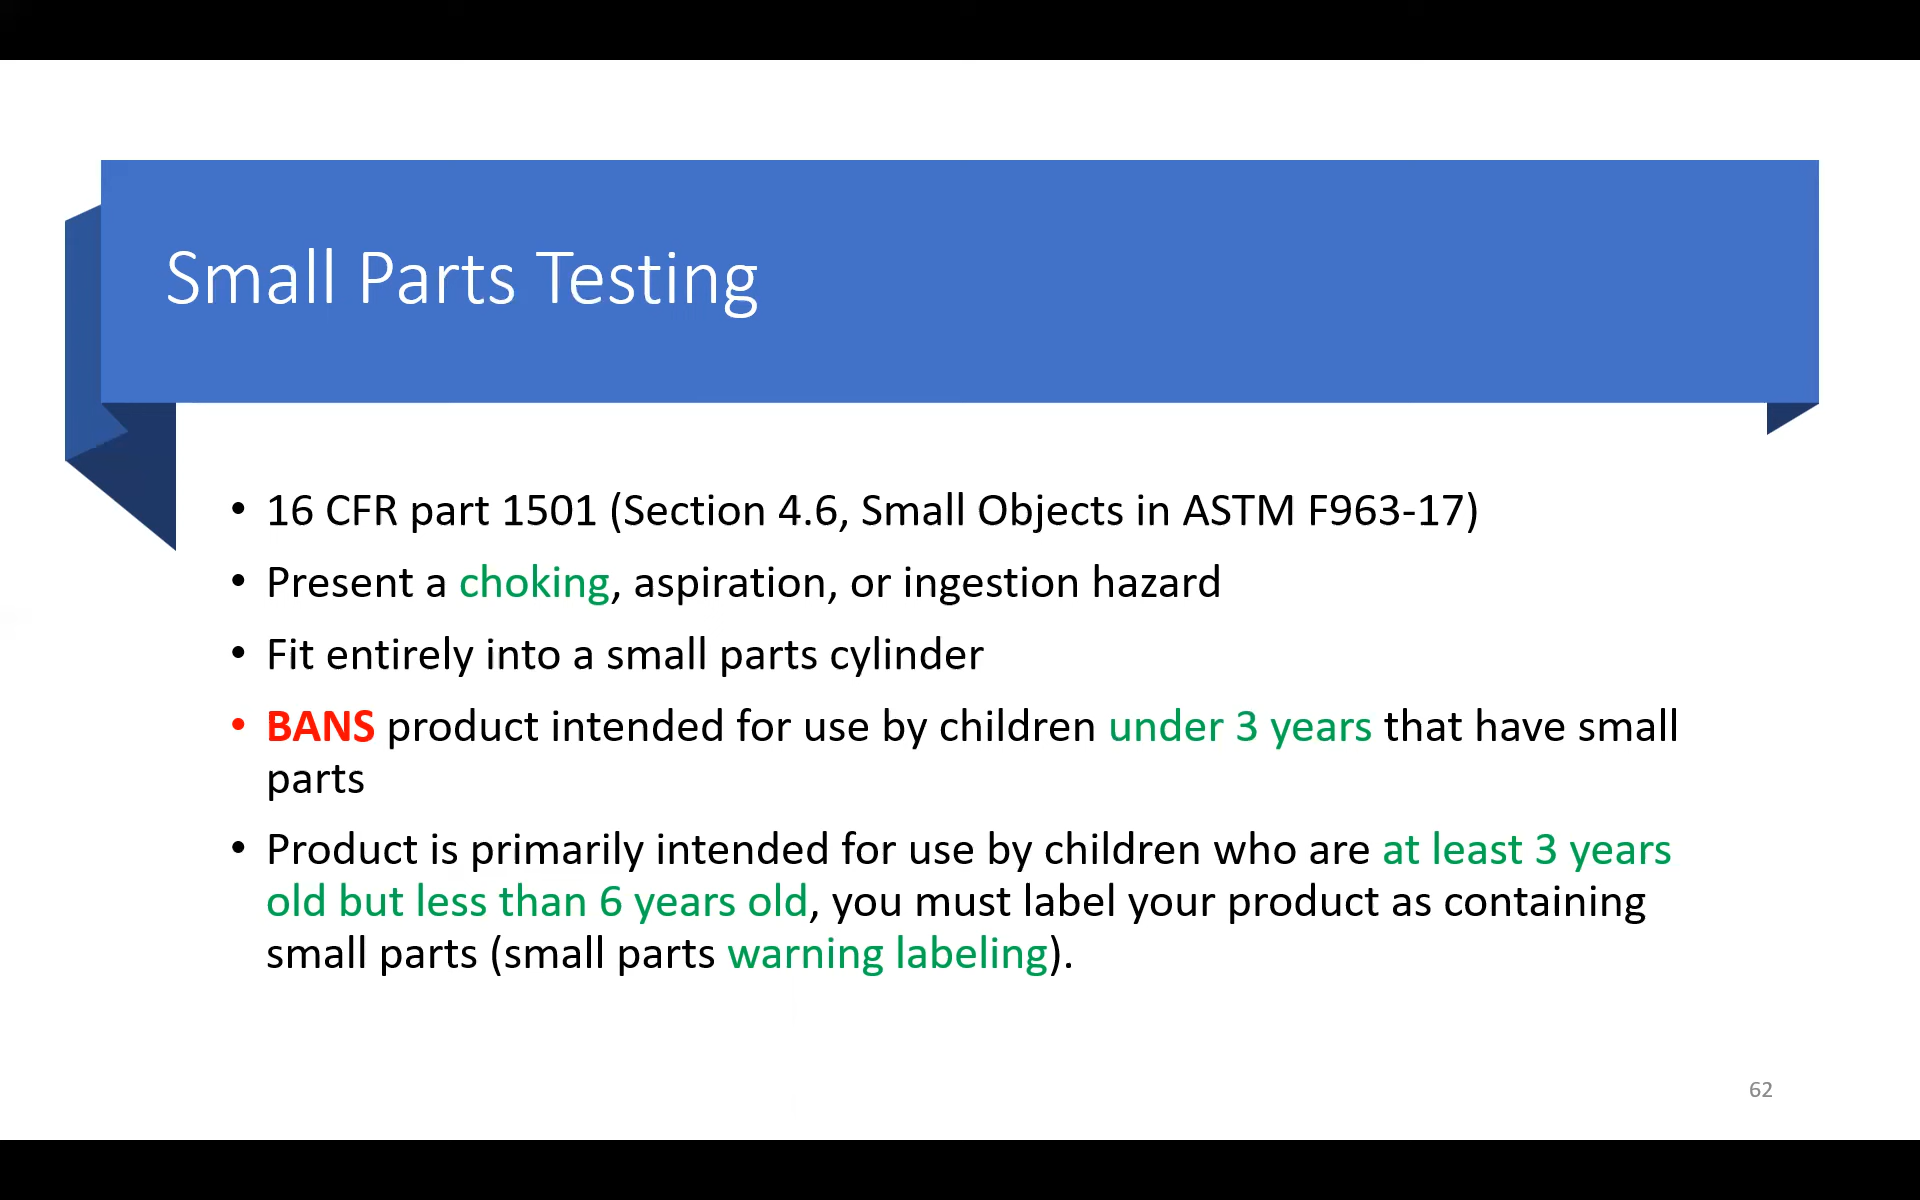 Small Parts Testing
• 16 CFR part 1501 (Section 4.6, Small Objects in ASTM F963-17)
• Present a choking, aspiration, or ingestion hazard
• Fit entirely into a small parts cylinder
• BANS product intended for use by children under 3 years that have small
parts
• Product is primarily intended for use by children who are at least 3 years
old but less than 6 years old, you must label your product as containing
small parts (small parts warning labeling).
62